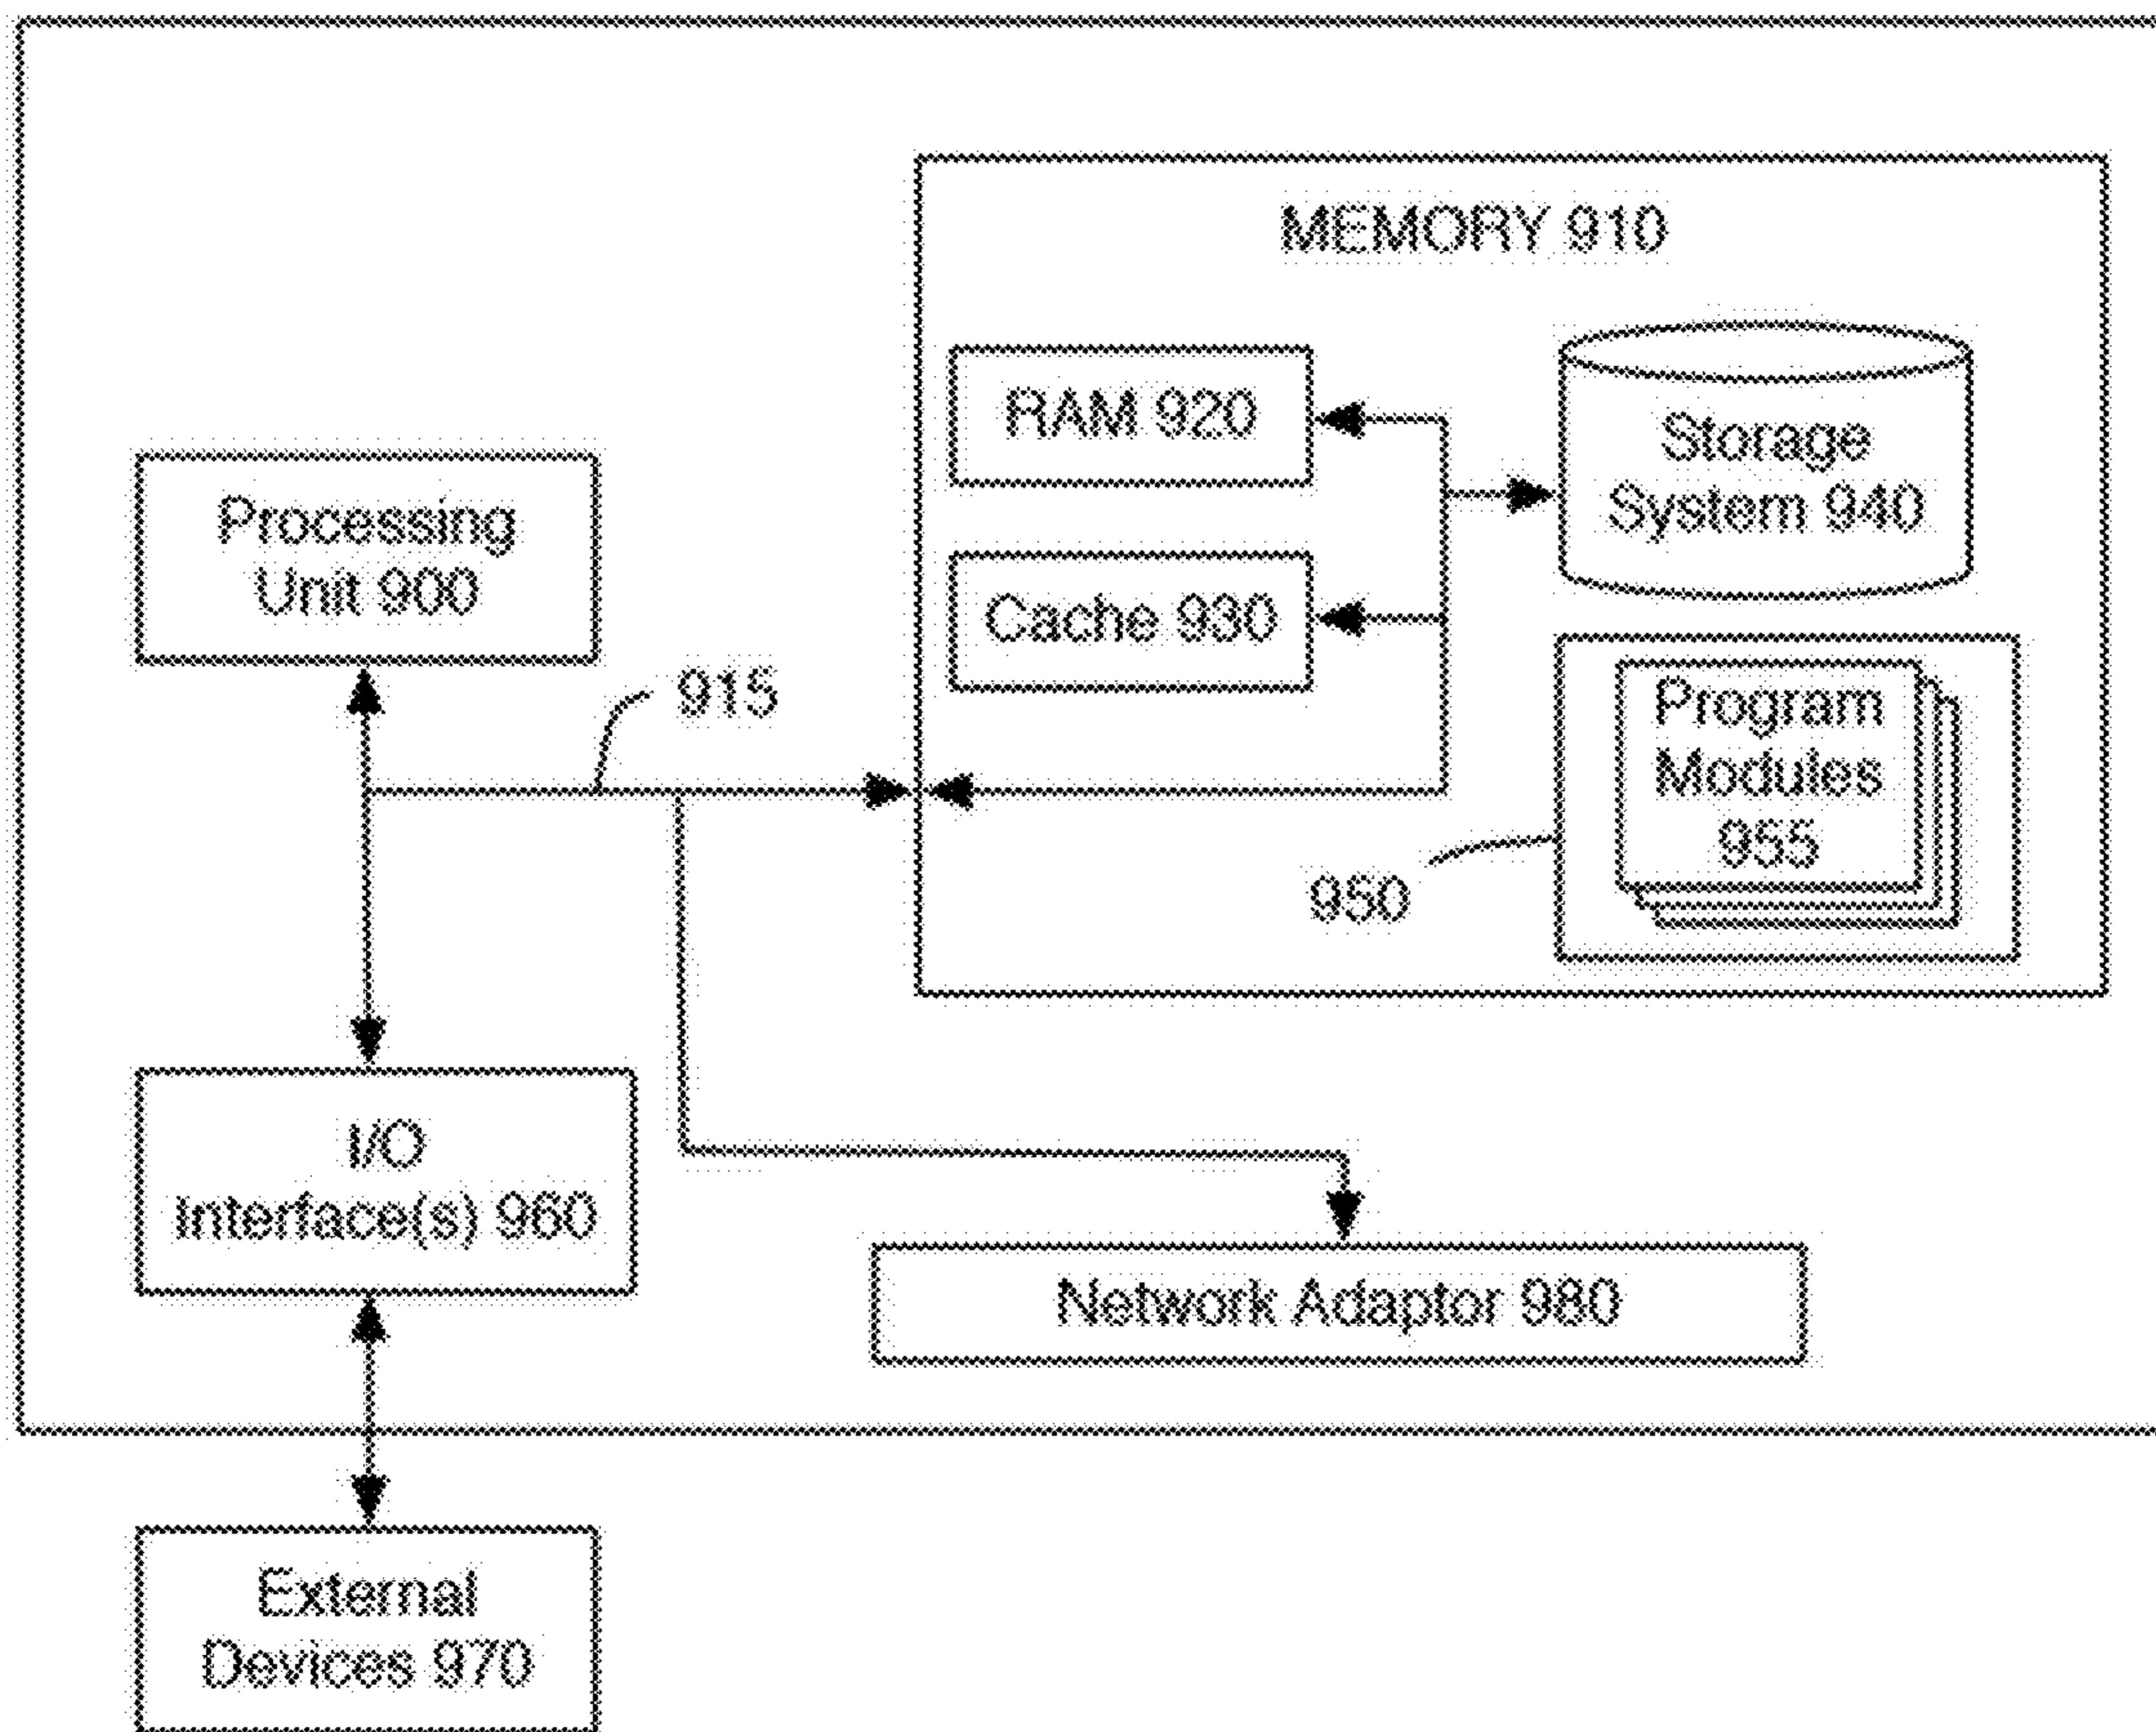 MEMORY 910
RAM 920
Storage
System 940
Processing
Unit 900
Cache 930
915
Program
Modules
955
950
I/O
Interface(s) 960
Network Adaptor 980
External
Devices 970